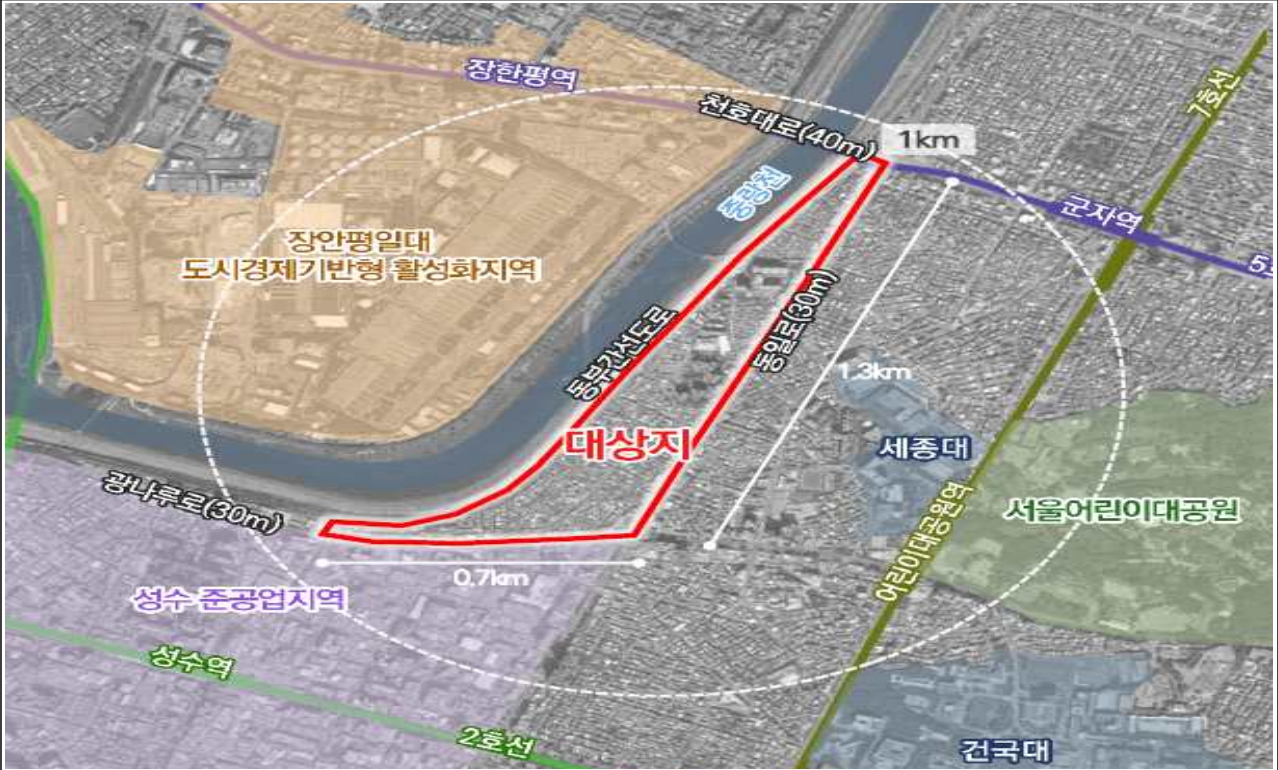 7호선
장한평역
천호대로(40m)
1km
중랑천
군자역
장안평일대
도시경제기반형 활성화지역
5호
동부간선도로
동일로(30m)
1.3km
대상지
세종대
광나루로(30m)
서울어린이대공원
어린이대공원역
0.7km
성수 준공업지역
성수역
2호선
건국대